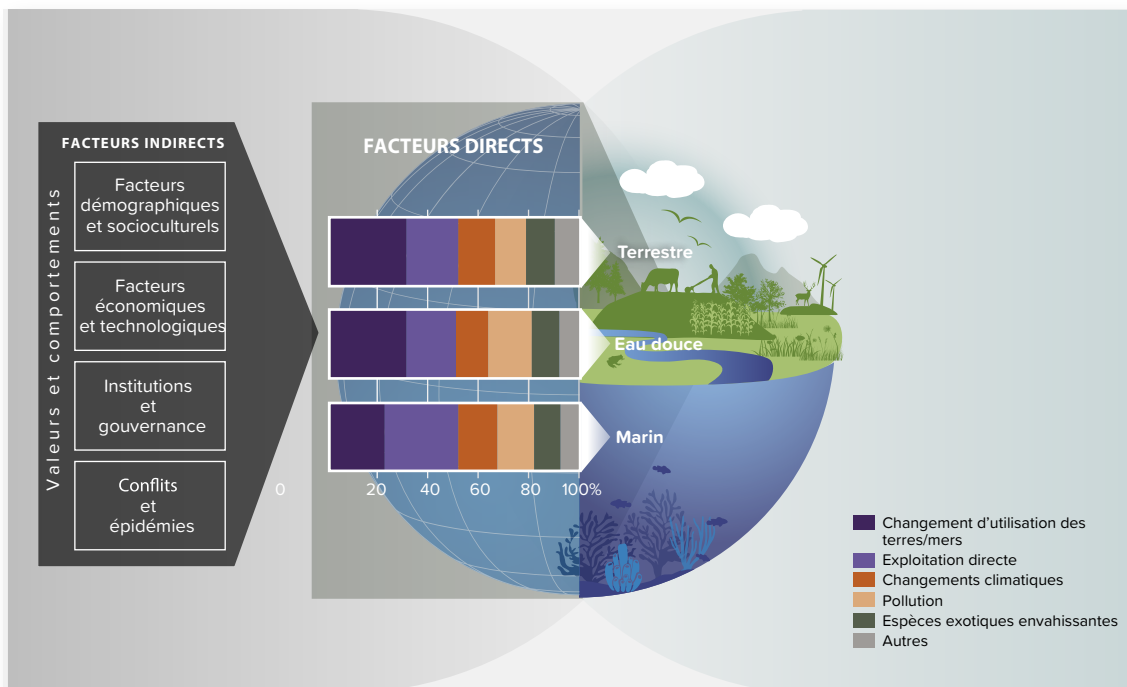 FACTEURS INDIRECTS
Valeurs et comportements
Facteurs
démographiques
et socioculturels
Facteurs
économiques
et technologiques
Institutions
et
gouvernance
Conflits
et
épidémies
FACTEURS DIRECTS
Terrestre
Eau douce
Marin
0 20 40 60 80 100%
Changement d'utilisation des
terres/mers
Exploitation directe
Changements climatiques
Pollution
Espèces exotiques envahissantes
Autres